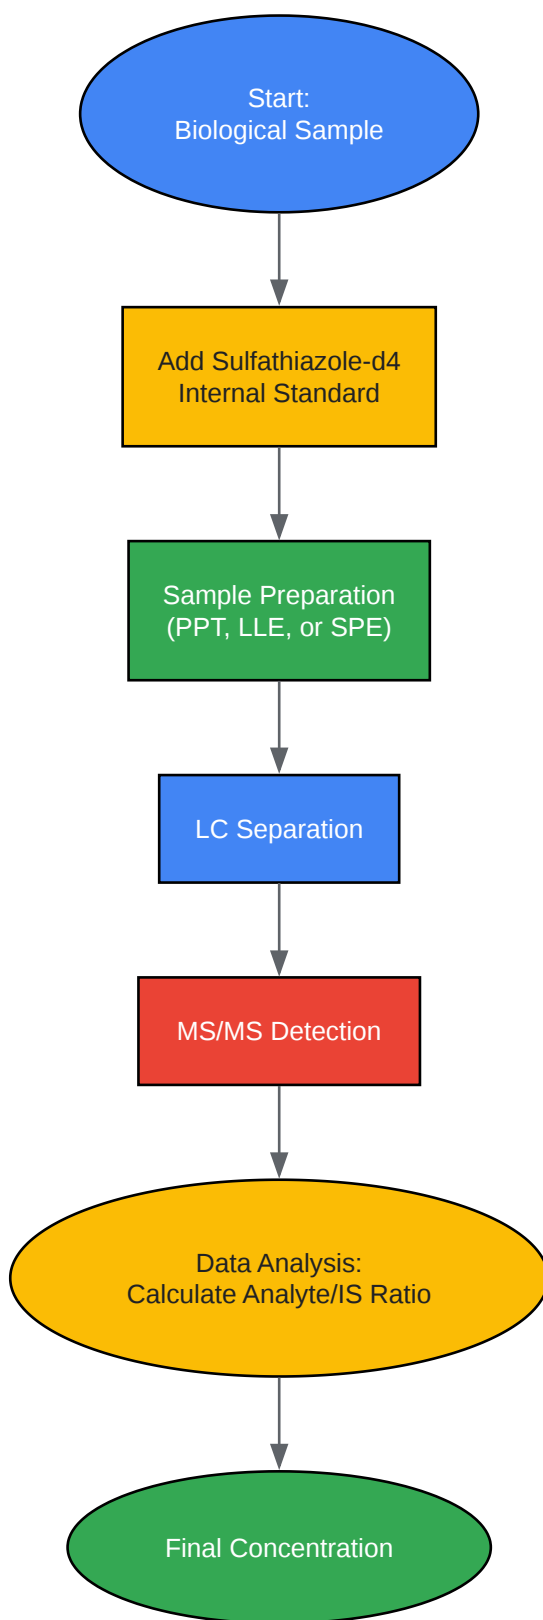 Start:
Biological Sample
Add Sulfathiazole-d4
Internal Standard
Sample Preparation
(PPT, LLE, or SPE)
LC Separation
MS/MS Detection
Data Analysis:
Calculate Analyte/IS Ratio
Final Concentration